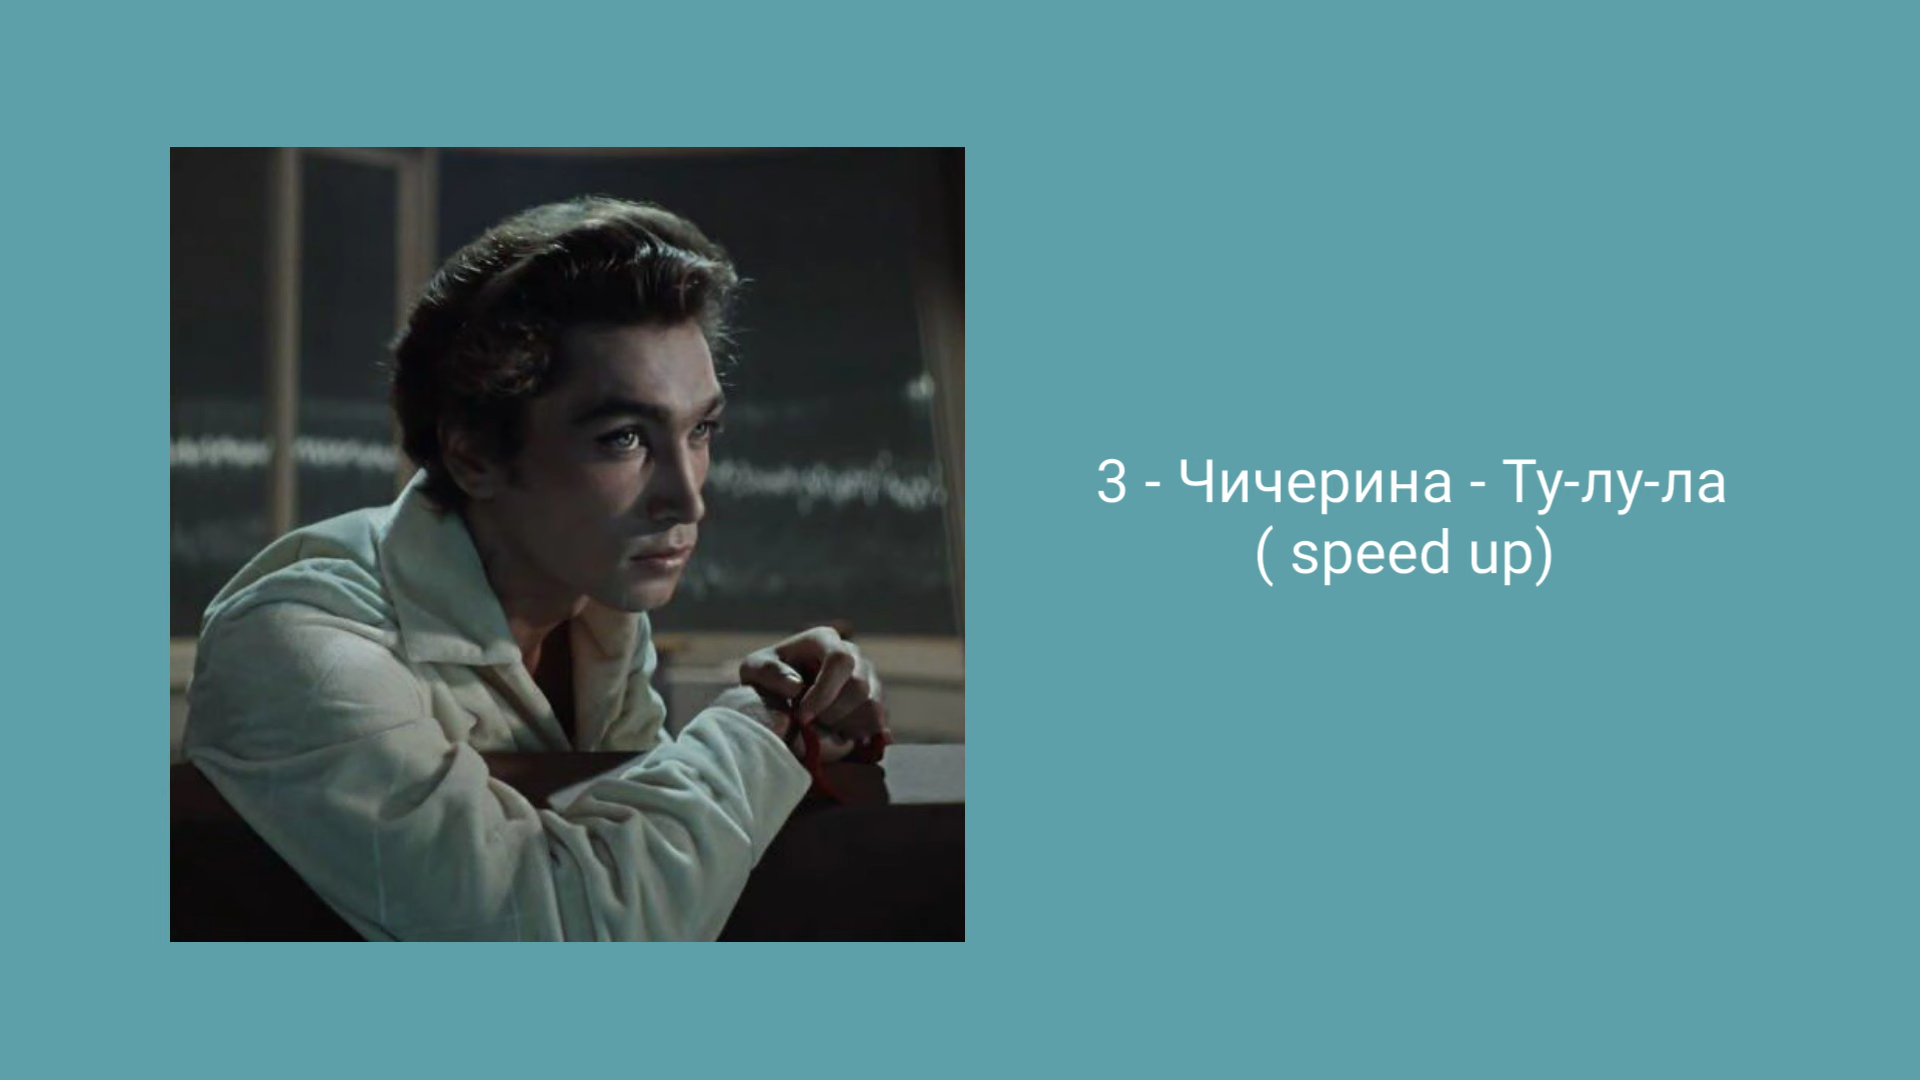 3 - Чичерина - Ту-лу-ла
( speed up)